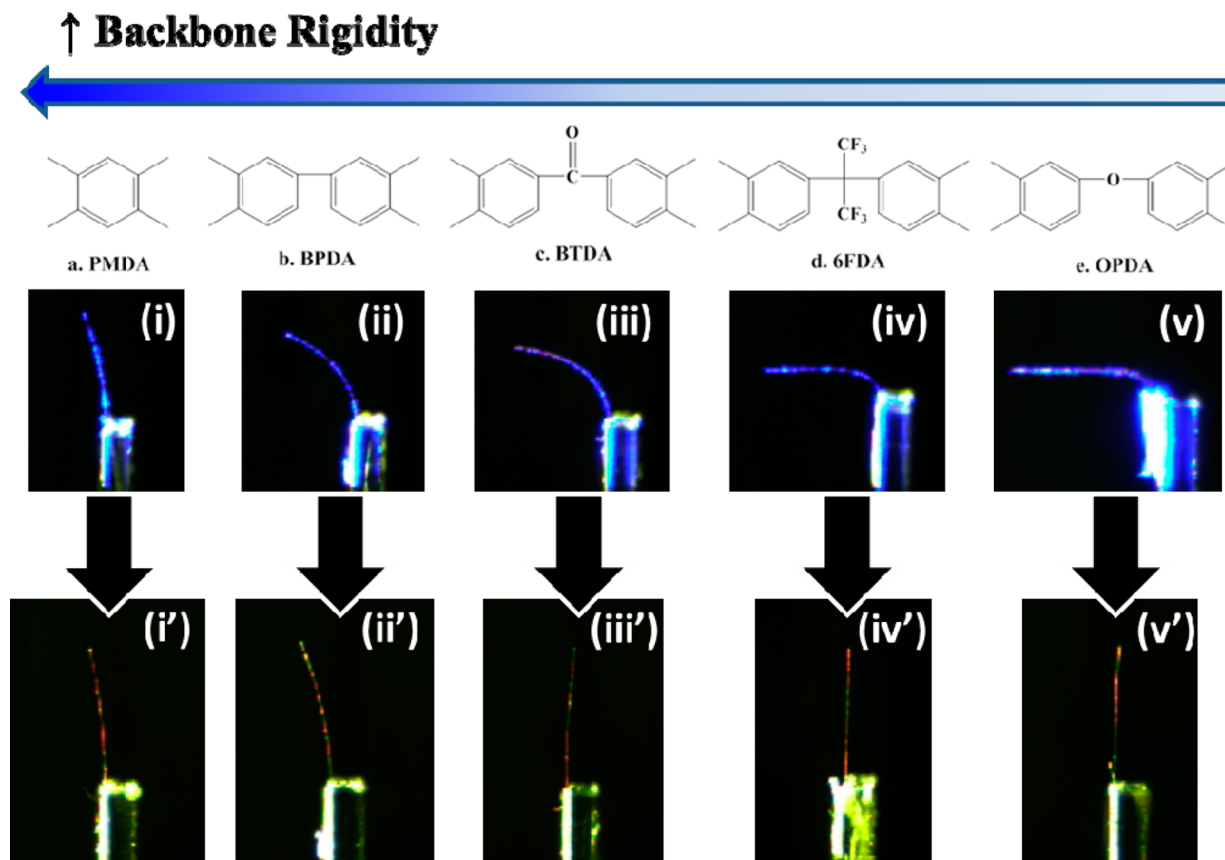 ↑ Backbone Rigidity
O
C
CF3
CF3
O
a. PMDA
b. BPDA
c. BTDA
d. 6FDA
e. OPDA
(i)
(ii)
(iii)
(iv)
(v)
(i’)
(ii’)
(iii’)
(iv’)
(v’)